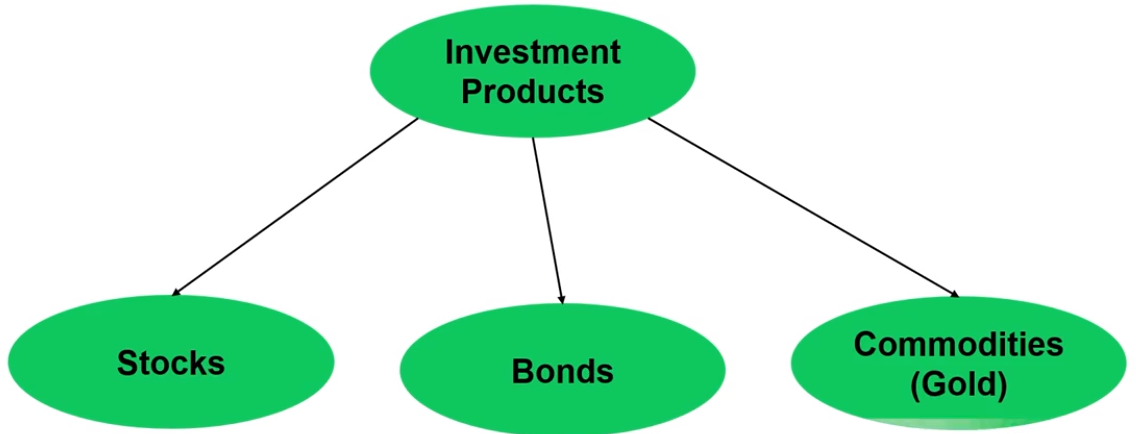 Investment
Products
Stocks
Bonds
Commodities
(Gold)